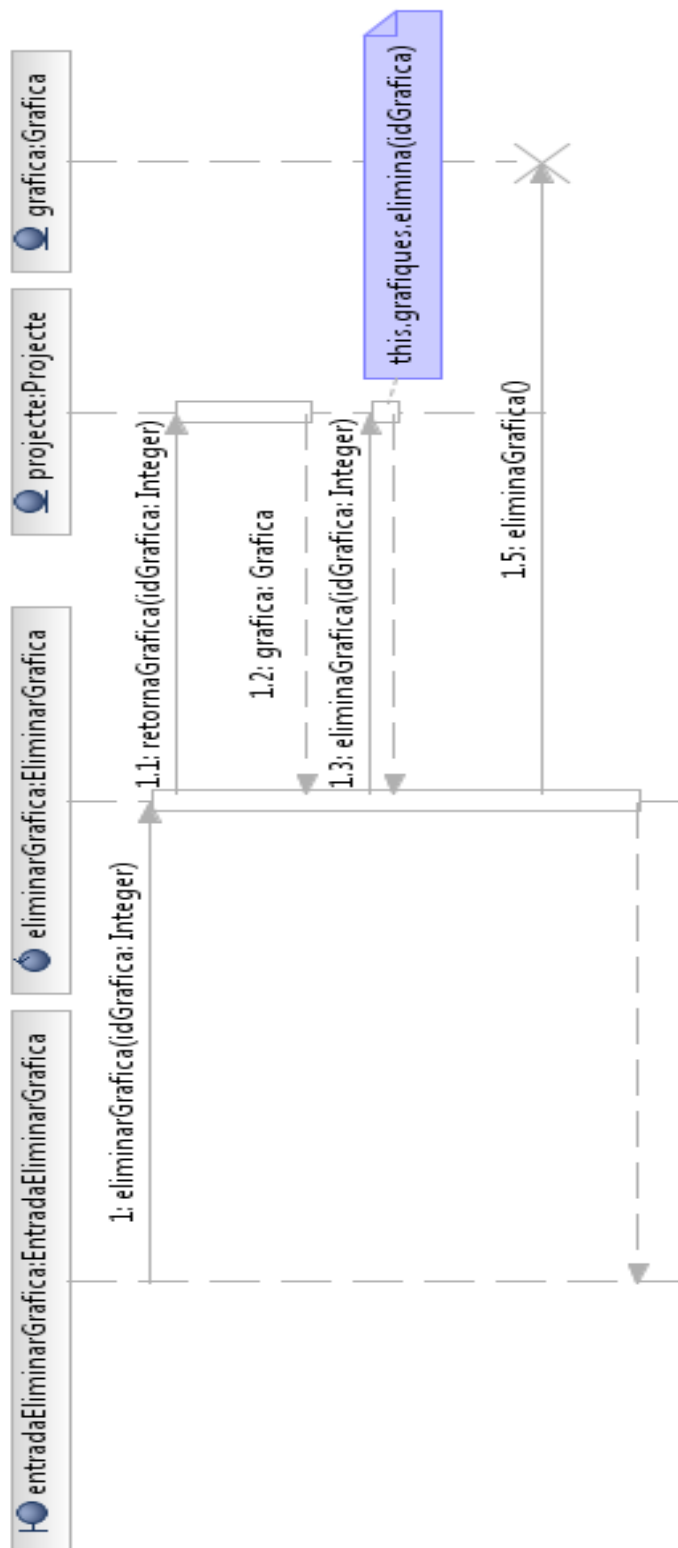 entradaEliminarGrafica:EntradaEliminarGrafica
eliminarGrafica:EliminarGrafica
projecte:Projecte
grafica:Grafica
1: eliminarGrafica(idGrafica: Integer)
1.1: retornaGrafica(idGrafica: Integer)
1.2: grafica: Grafica
1.3: eliminaGrafica(idGrafica: Integer)
this.grafiques.elimina(idGrafica)
1.5: eliminaGrafica()